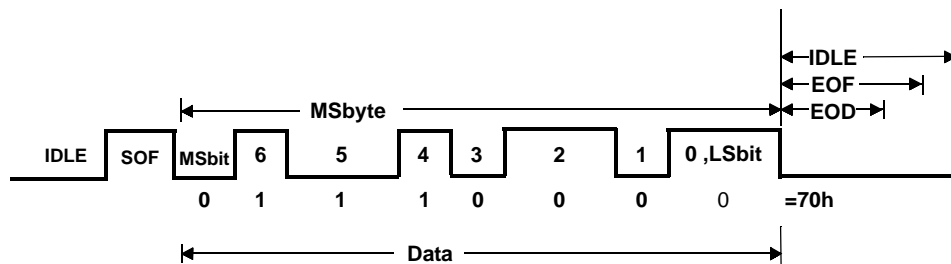 IDLE
EOF
MSbyte
EOD
IDLE SOF MSbit 6 5 4 3 2 1 0 ,LSbit
0 1 1 1 0 0 0 0 =70h
Data